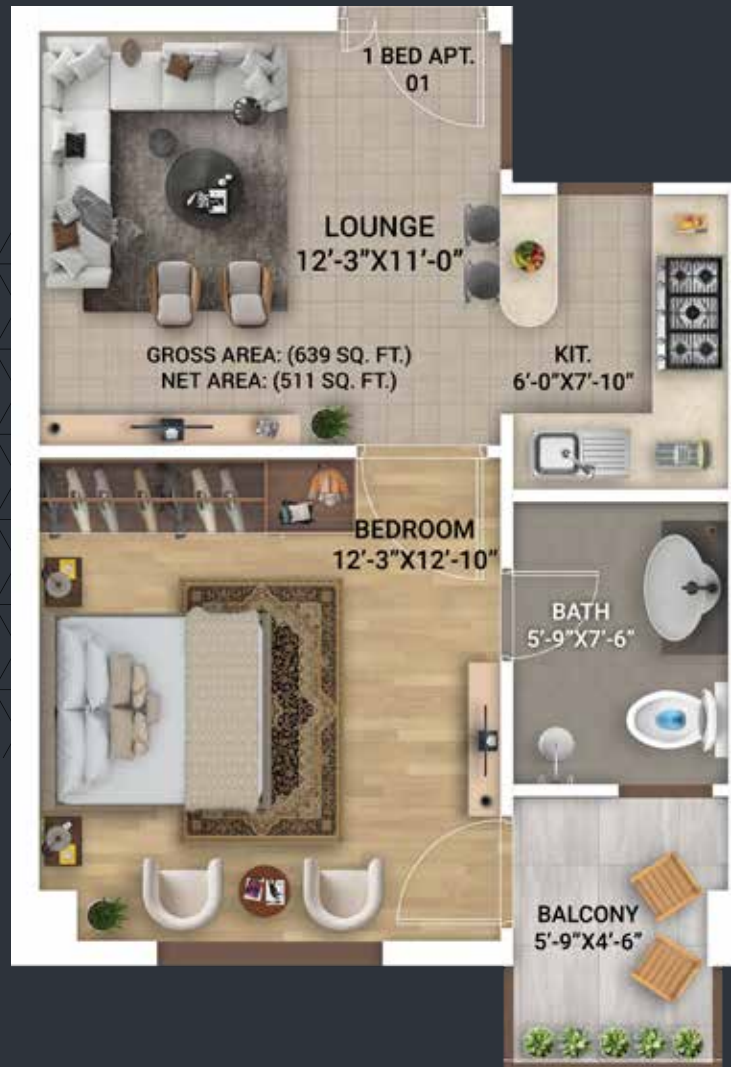 1 BED APT.
01
LOUNGE
12’-3”X11’-0”
GROSS AREA: (639 SQ. FT.)
NET AREA: (511 SQ. FT.)
KIT.
6’-0”X7’-10”
BEDROOM
12’-3”X12’-10”
BATH
5’-9”X7’-6”
BALCONY
5’-9”X4’-6”